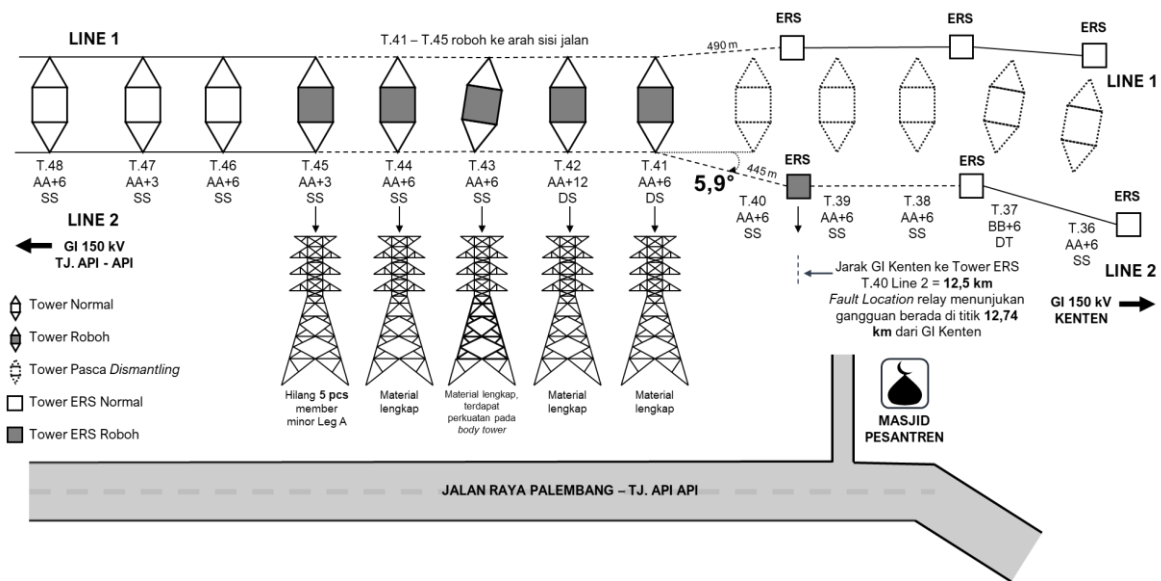 LINE 1
T.41 – T.45 roboh ke arah sisi jalan
490 m
ERS
ERS
ERS
LINE 1
T.48
AA+6
SS
T.47
AA+3
SS
T.46
AA+6
SS
T.45
AA+3
SS
T.44
AA+6
SS
T.43
AA+6
SS
T.42
AA+12
DS
T.41
AA+6
DS
5,9°
445 m
T.40
AA+6
SS
ERS
T.39
AA+6
SS
T.38
AA+6
SS
ERS
T.37
BB+6
DT
T.36
AA+6
SS
ERS
LINE 2
GI 150 kV
TJ. API - API
LINE 2
GI 150 kV
KENTEN
Jarak GI Kenten ke Tower ERS
T.40 Line 2 = 12,5 km
Fault Location relay menunjukan
gangguan berada di titik 12,74
km dari GI Kenten
Tower Normal
Tower Roboh
Tower Pasca Dismantling
Tower ERS Normal
Tower ERS Roboh
Hilang 5 pcs
member
minor Leg A
Material
lengkap
Material lengkap,
terdapat
perkuatan pada
body tower
Material
lengkap
Material
lengkap
MASJID
PESANTREN
JALAN RAYA PALEMBANG – TJ. API API